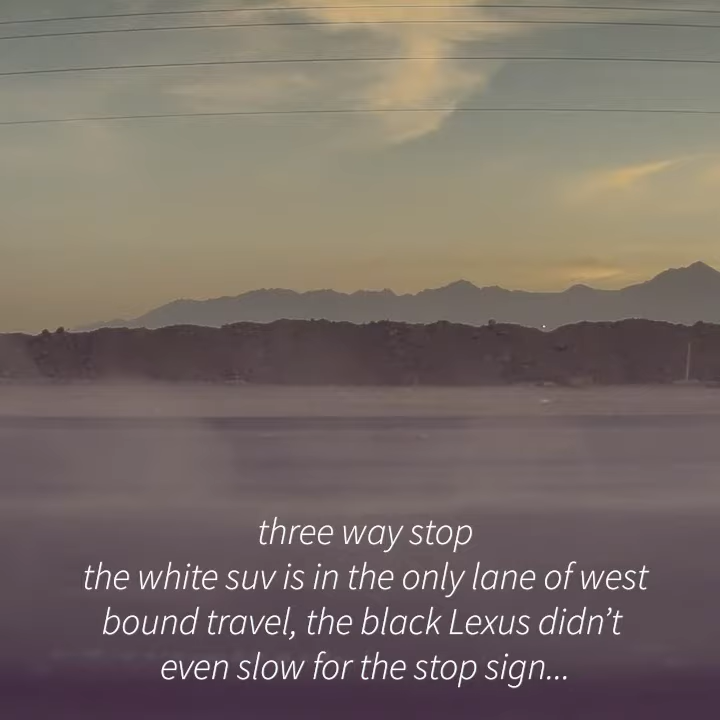 three way stop
the white suv is in the only lane of west
bound travel, the black Lexus didn’t
even slow for the stop sign...